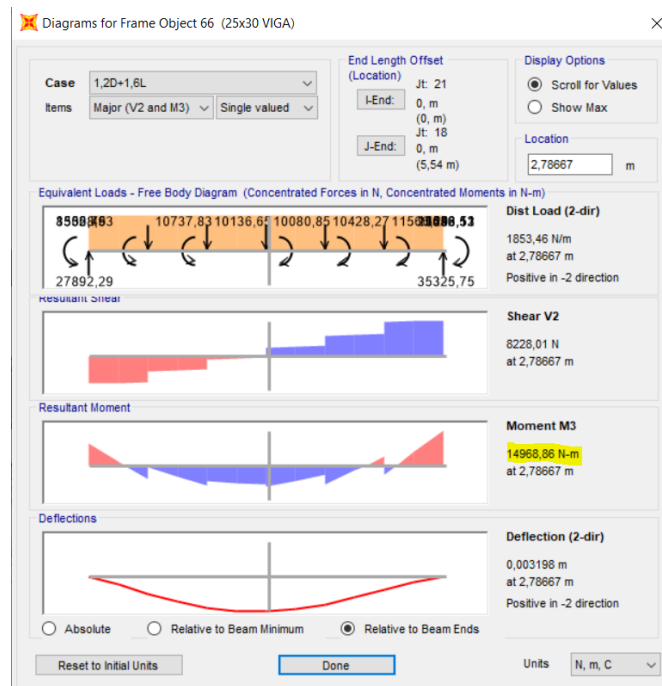 Diagrams for Frame Object 66 (25x30 VIGA)
Case 1,2D+1,6L
Items Major (V2 and M3) Single valued
End Length Offset
(Location)
Jt: 21
I-End: 0, m
(0, m)
Jt: 18
J-End: 0, m
(5,54 m)
Display Options
Scroll for Values
Show Max
Location
2,78667 m
Equivalent Loads - Free Body Diagram (Concentrated Forces in N, Concentrated Moments in N-m)
10737,83 10136,65 10080,85 10428,27
27892,29 35325,75
Dist Load (2-dir)
1853,46 N/m
at 2,78667 m
Positive in -2 direction
Resultant Shear
Shear V2
8228,01 N
at 2,78667 m
Resultant Moment
Moment M3
14968,86 N-m
at 2,78667 m
Deflections
Deflection (2-dir)
0,003198 m
at 2,78667 m
Positive in -2 direction
Absolute Relative to Beam Minimum Relative to Beam Ends
Reset to Initial Units Done Units N, m, C